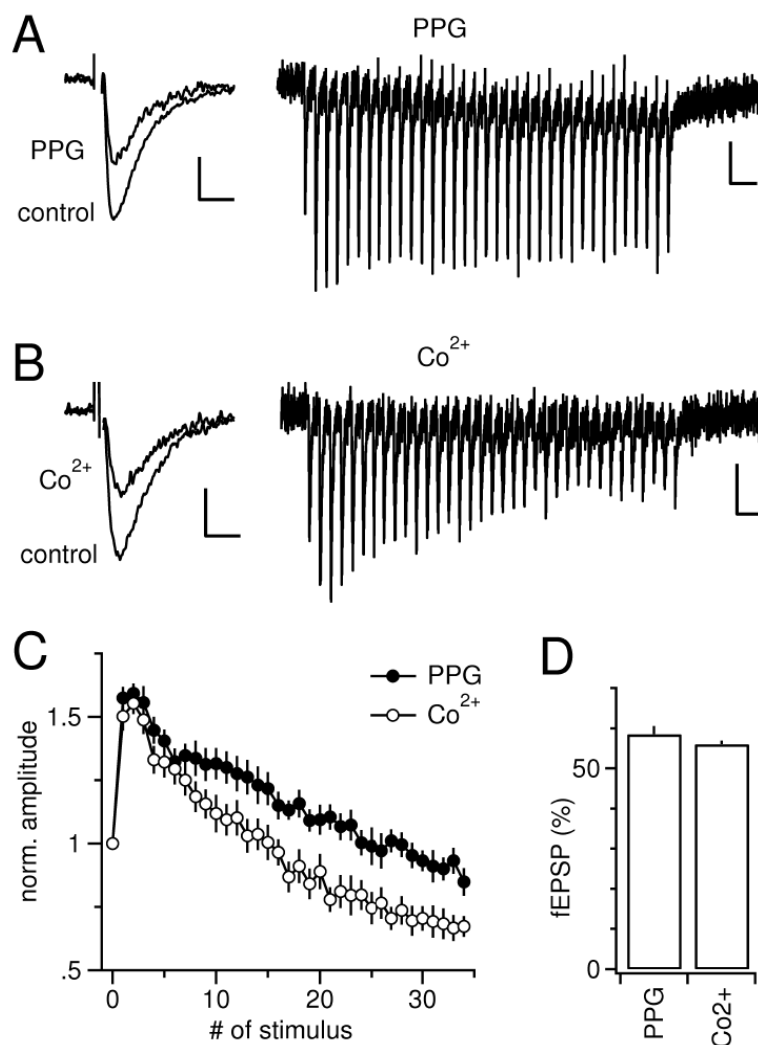 A
PPG
PPG
control
B
Co2+
Co2+
control
C
PPG
Co2+
norm. amplitude
1.5
1
.5
0
10
20
30
# of stimulus
D
fEPSP (%)
50
0
PPG
Co2+